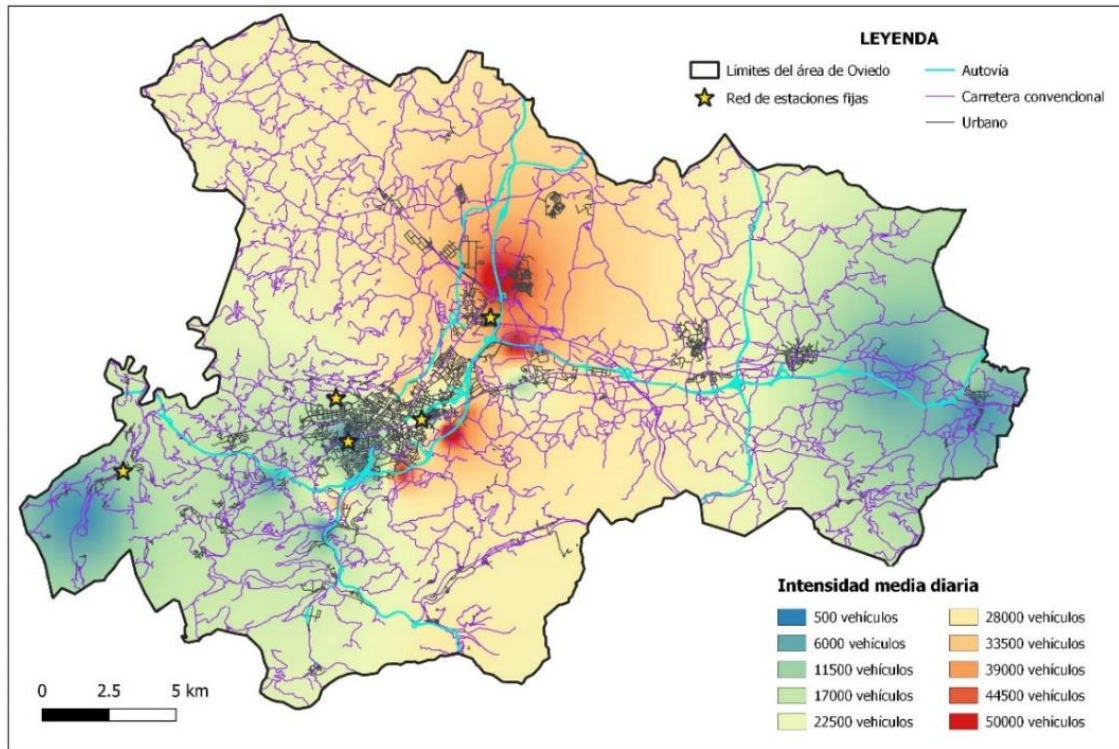 LEYENDA
Límites del área de Oviedo
Red de estaciones fijas
Autovía
Carretera convencional
Urbano
Intensidad media diaria
500 vehículos
6000 vehículos
11500 vehículos
17000 vehículos
22500 vehículos
28000 vehículos
33500 vehículos
39000 vehículos
44500 vehículos
50000 vehículos
0 2.5 5 km